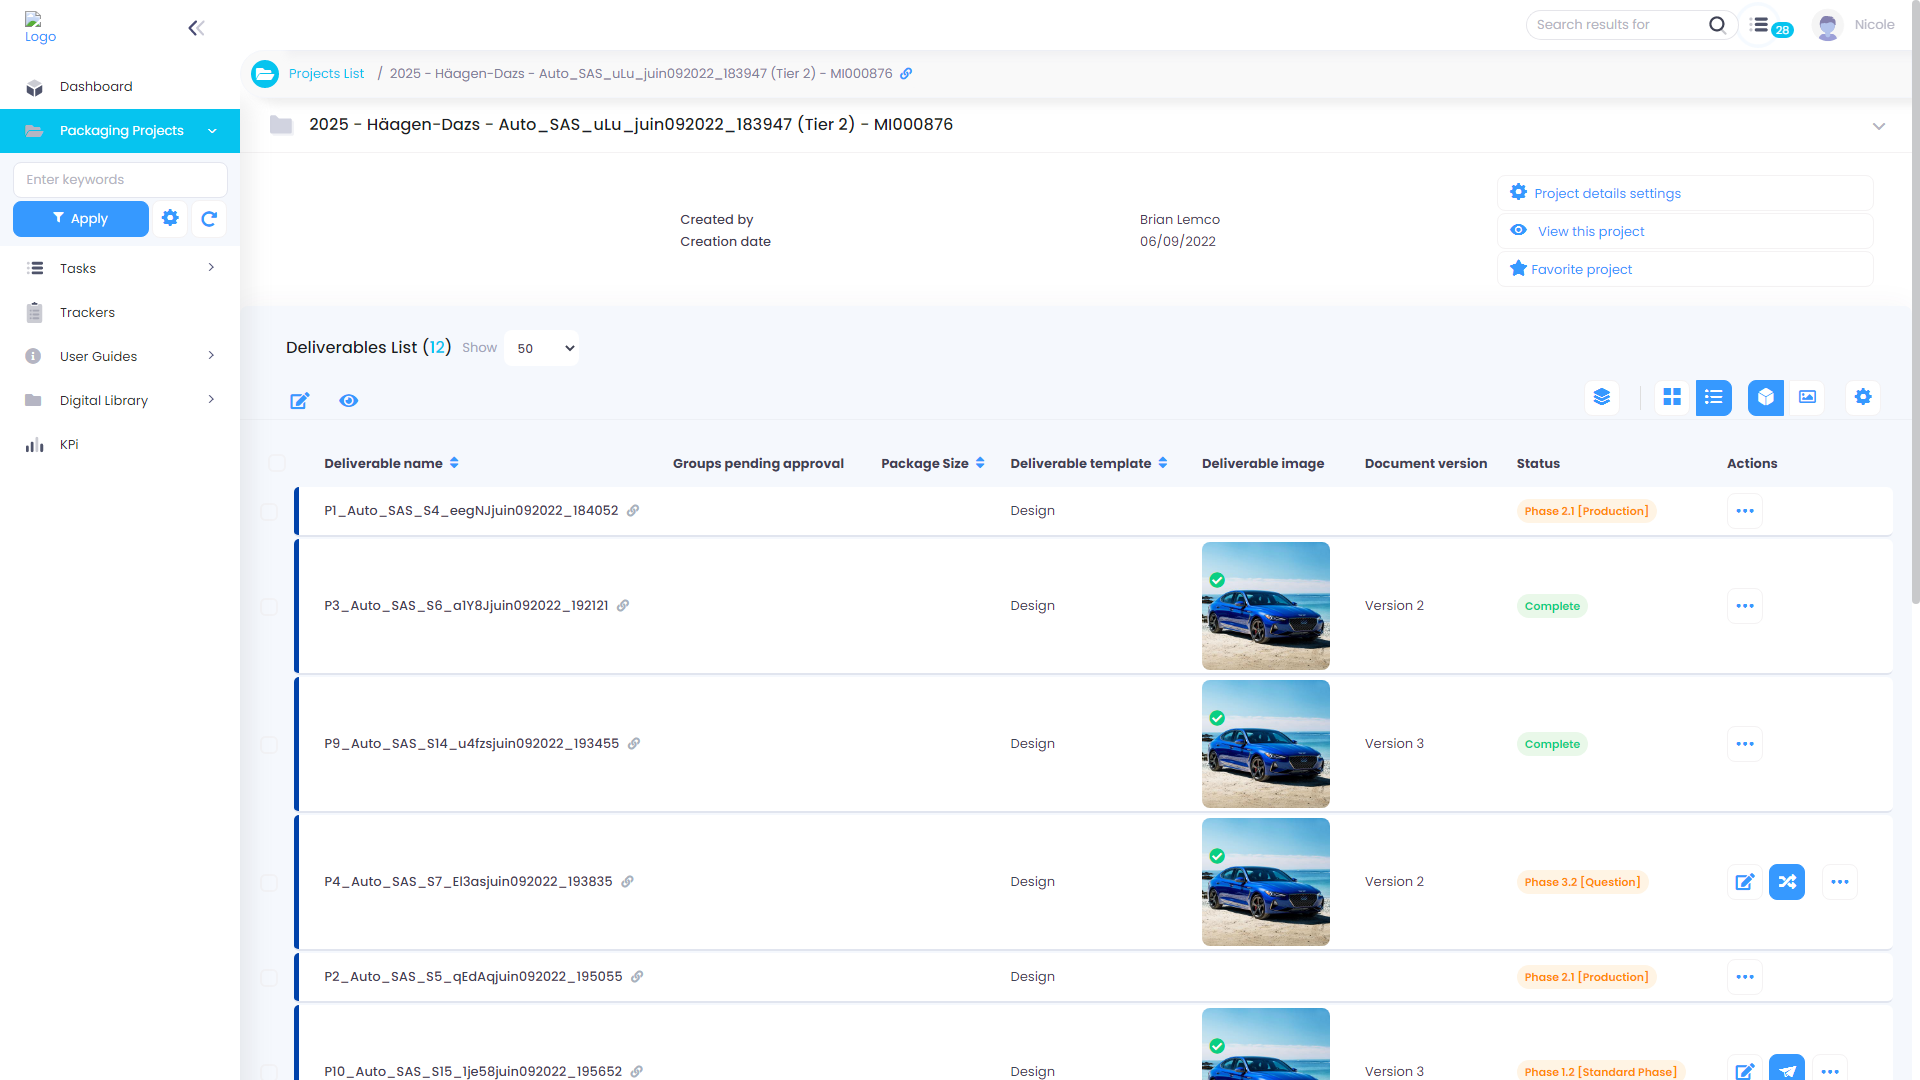 Logo
Search results for
28
Nicole
Dashboard
Packaging Projects
Enter keywords
Apply
Tasks
Trackers
User Guides
Digital Library
KPi
Projects List / 2025 - Häagen-Dazs - Auto_SAS_uLu_juin092022_183947 (Tier 2) - MI000876
2025 - Häagen-Dazs - Auto_SAS_uLu_juin092022_183947 (Tier 2) - MI000876
Created by Brian Lemco
Creation date 06/09/2022
Project details settings
View this project
Favorite project
Deliverables List (12) Show 50
Deliverable name Groups pending approval Package Size Deliverable template Deliverable image Document version Status Actions
P1_Auto_SAS_S4_eegNJjuin092022_184052 Design Phase 2.1 [Production]
P3_Auto_SAS_S6_a1Y8Jjuin092022_192121 Design Version 2 Complete
P9_Auto_SAS_S14_u4fzsjuin092022_193455 Design Version 3 Complete
P4_Auto_SAS_S7_El3asjuin092022_193835 Design Version 2 Phase 3.2 [Question]
P2_Auto_SAS_S5_qEdAqjuin092022_195055 Design Phase 2.1 [Production]
P10_Auto_SAS_S15_1je58juin092022_195652 Design Version 3 Phase 1.2 [Standard Phase]